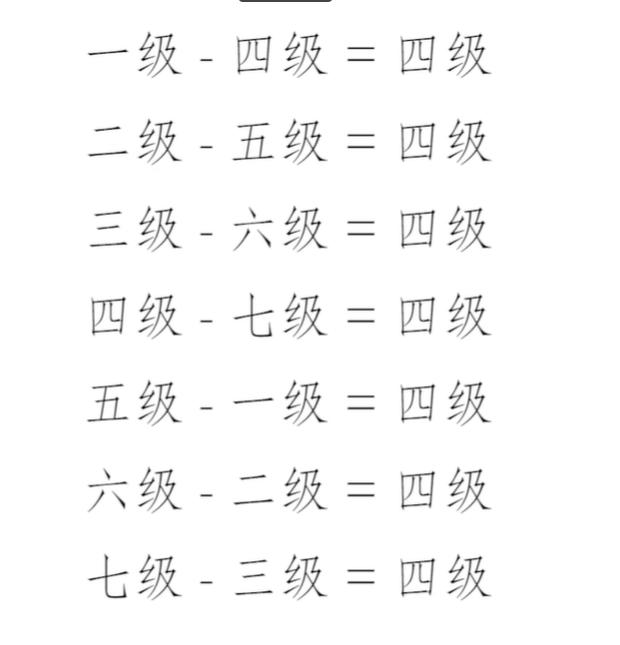 一级 - 四级 = 四级
二级 - 五级 = 四级
三级 - 六级 = 四级
四级 - 七级 = 四级
五级 - 一级 = 四级
六级 - 二级 = 四级
七级 - 三级 = 四级